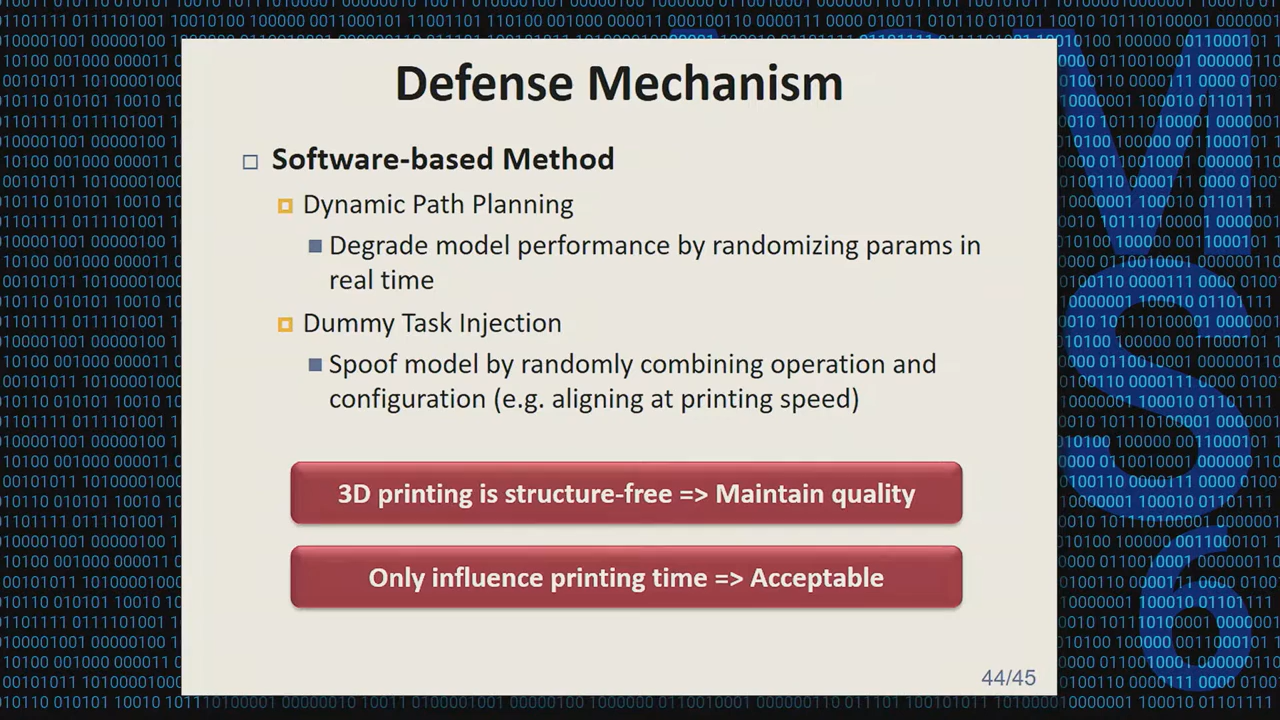 Defense Mechanism
Software-based Method
Dynamic Path Planning
Degrade model performance by randomizing params in
real time
Dummy Task Injection
Spoof model by randomly combining operation and
configuration (e.g. aligning at printing speed)
3D printing is structure-free => Maintain quality
Only influence printing time => Acceptable
44/45